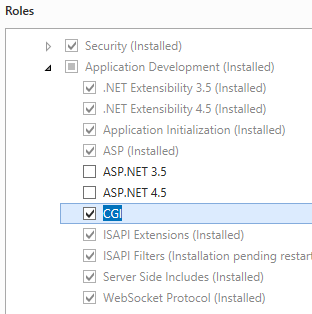 Roles
Security (Installed)
Application Development (Installed)
.NET Extensibility 3.5 (Installed)
.NET Extensibility 4.5 (Installed)
Application Initialization (Installed)
ASP (Installed)
ASP.NET 3.5
ASP.NET 4.5
CGI
ISAPI Extensions (Installed)
ISAPI Filters (Installation pending restart
Server Side Includes (Installed)
WebSocket Protocol (Installed)